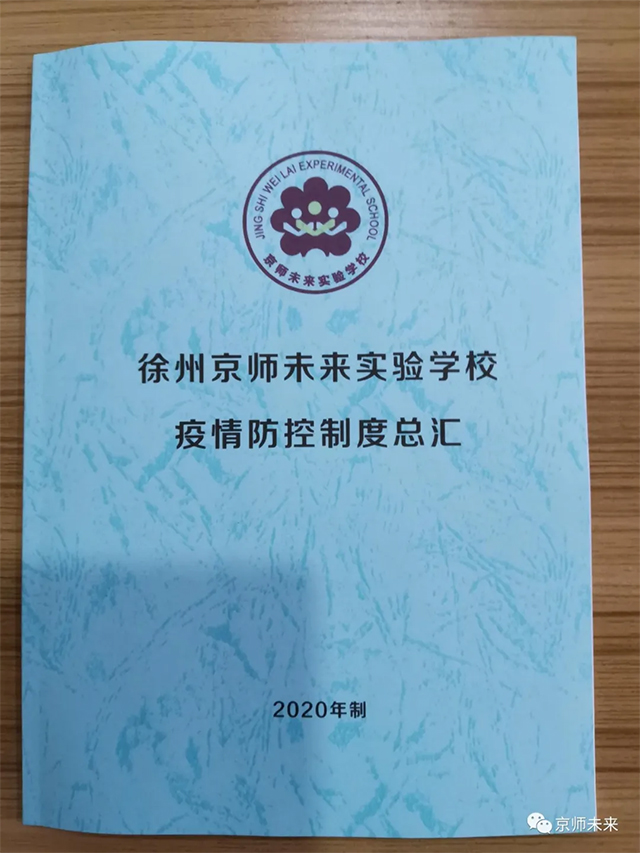 JING SHI WEI LAI EXPERIMENTAL SCHOOL
京师未来实验学校
徐州京师未来实验学校
疫情防控制度总汇
2020年制
京师未来